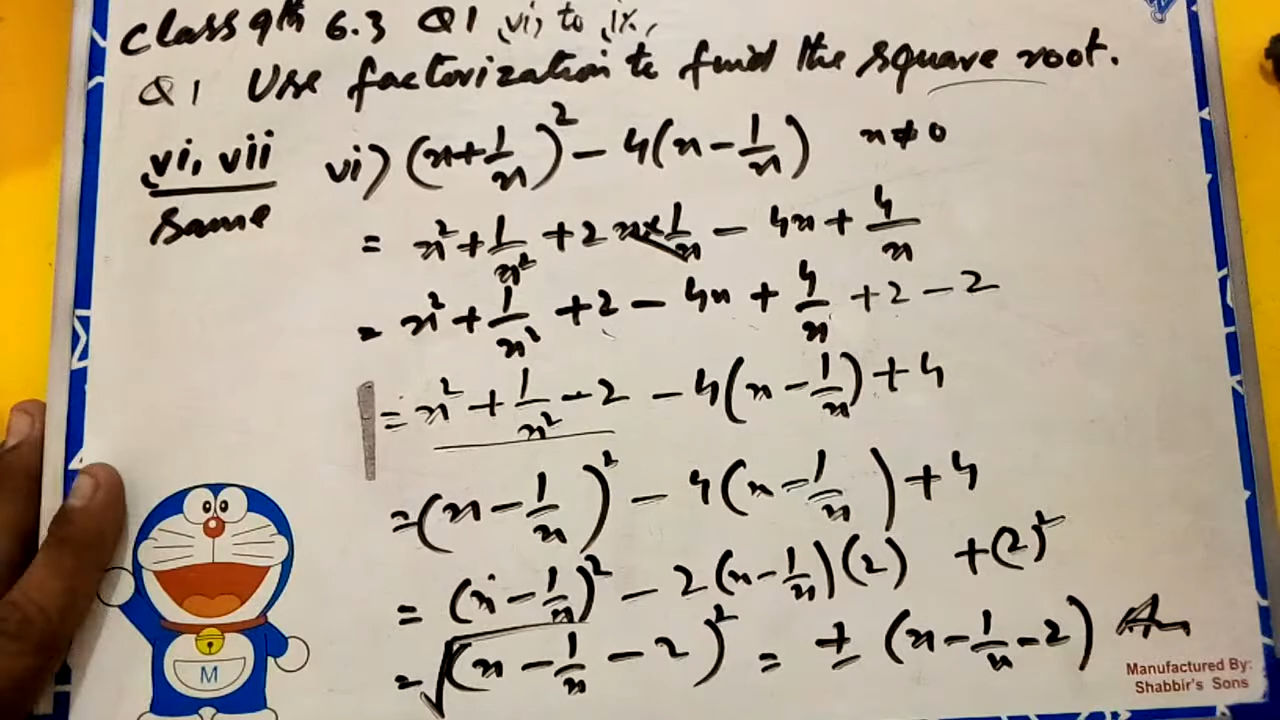 Class 9th 6.3 Q1 vi, to ix,
Q1 Use factorization to find the square root.
vi, vii
same
vi) (x+1/x)² - 4(x - 1/x) x≠0
= x² + 1/x² + 2 x×1/x - 4x + 4/x
= x² + 1/x² + 2 - 4x + 4/x + 2 - 2
= x² + 1/x² - 2 - 4(x - 1/x) + 4
= (x - 1/x)² - 4(x - 1/x) + 4
= (x - 1/x)² - 2(x - 1/x)(2) + (2)²
= √(x - 1/x - 2)² = ± (x - 1/x - 2) An
M
Manufactured By:
Shabbir's Sons